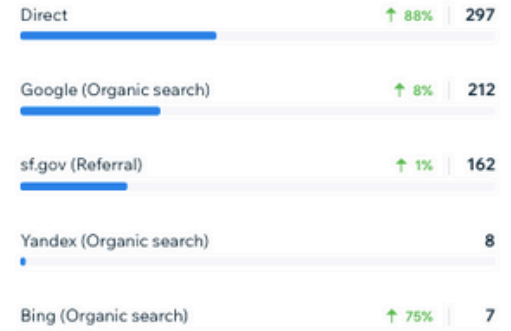 Direct ↑ 88% 297
Google (Organic search) ↑ 8% 212
sf.gov (Referral) ↑ 1% 162
Yandex (Organic search) 8
Bing (Organic search) ↑ 75% 7